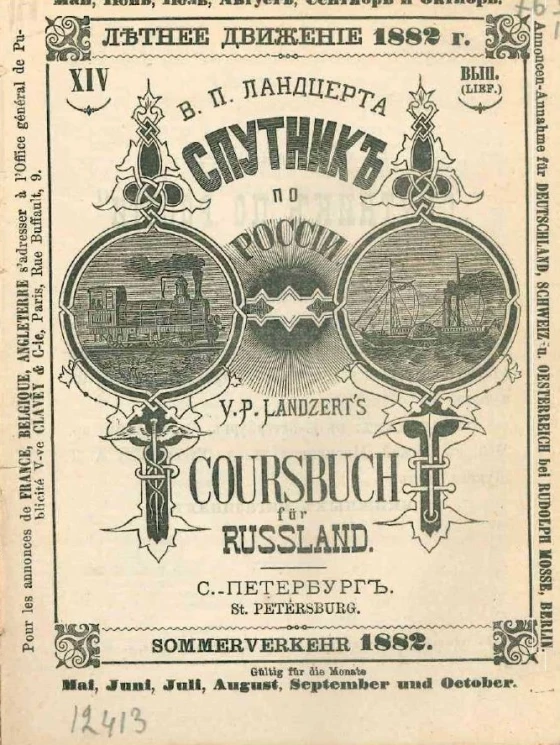 Май, Іюнь, Іюль, Августъ, Сентябрь и Октябрь.
ЛѢТНЕЕ ДВИЖЕНІЕ 1882 г.
XIV
ВЫП.
(LIEF.)
В. П. ЛАНДЦЕРТА
СПУТНИКЪ
ПО
РОССІИ
V. P. LANDZERT'S
COURSBUCH
für
RUSSLAND.
С.-ПЕТЕРБУРГЪ.
St. PETERSBURG.
SOMMERVERKEHR 1882.
Gültig für die Monate
Mai, Juni, Juli, August, September und October.
12413
Pour les annonces de FRANCE, BELGIQUE, ANGLETERRE s'adresser à l'Office général de Pu-
blicité V-ve CLAVEY & C-ie, Paris, Rue Buffault, 9.
Annoncen-Annahme für DEUTSCHLAND, SCHWEIZ u. OESTERREICH bei RUDOLPH MOSSE, BERLIN.